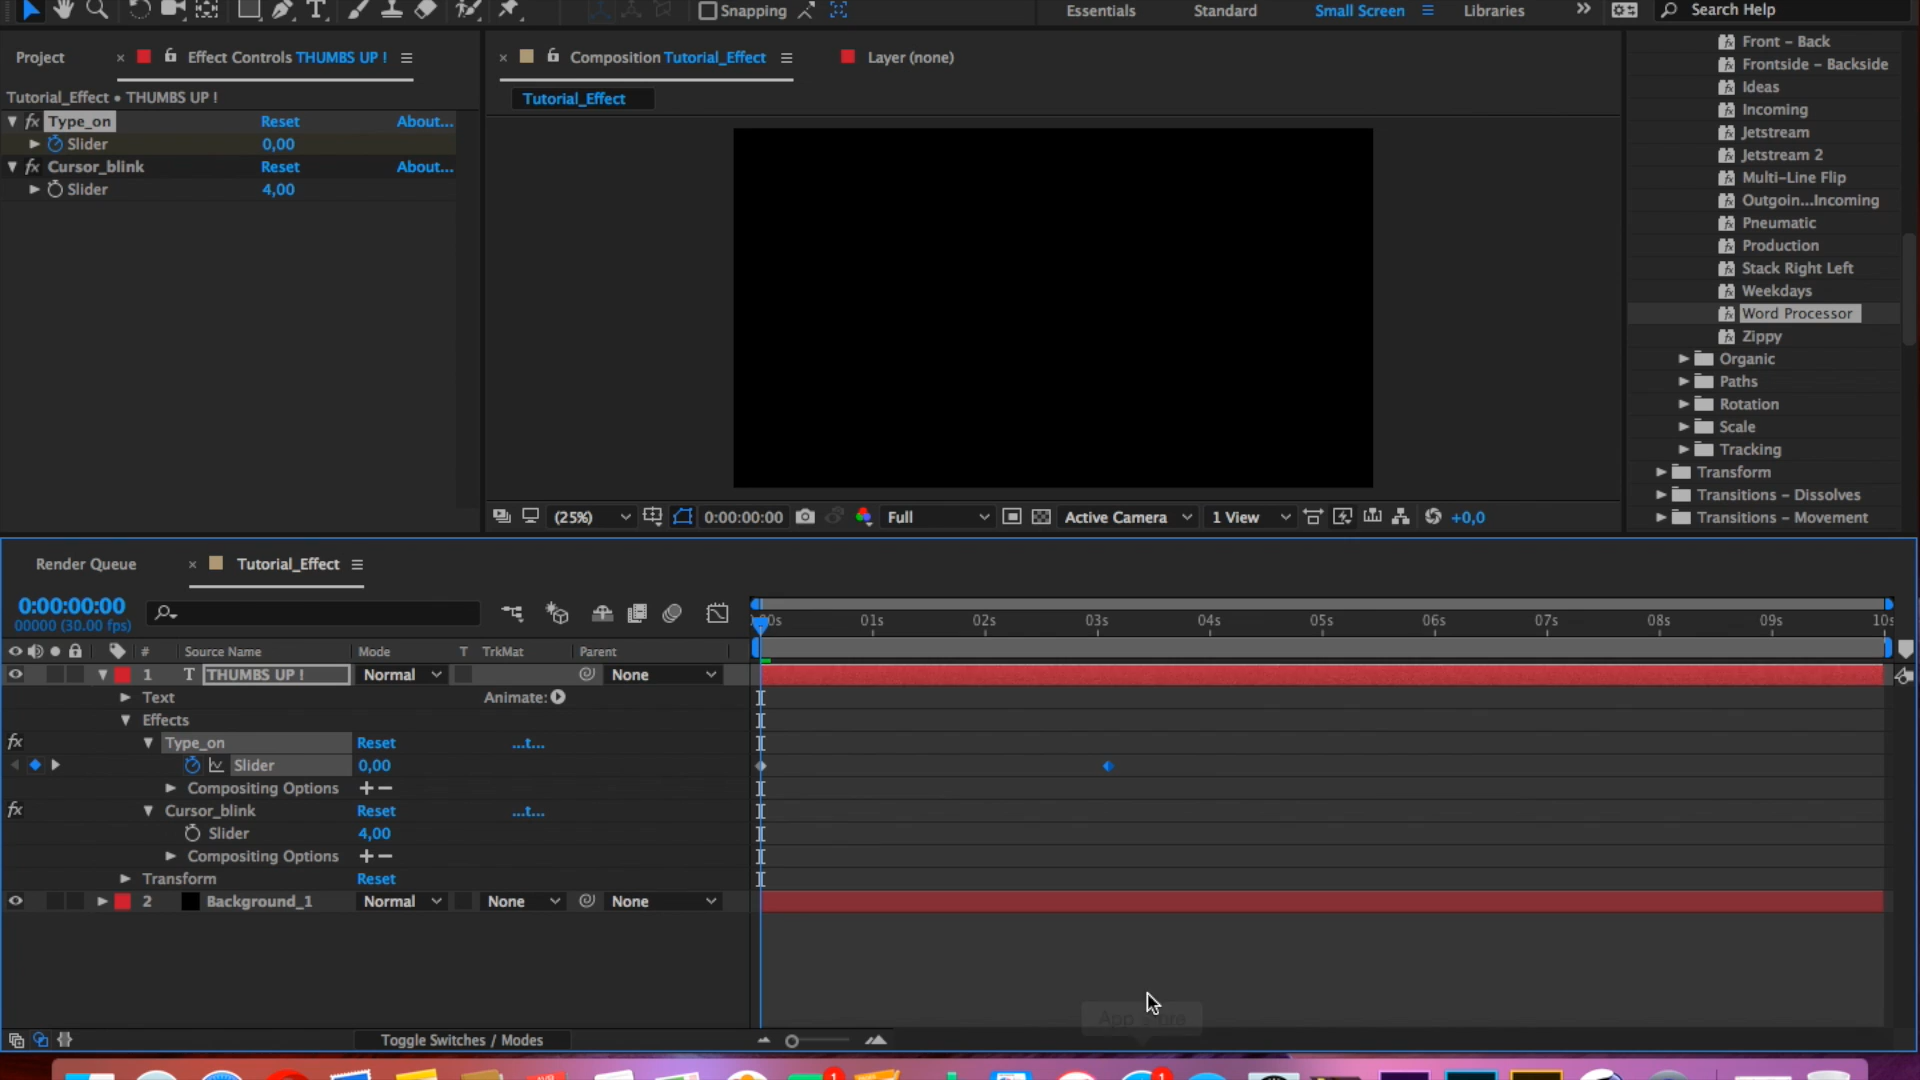 Snapping
Essentials
Standard
Small Screen
Libraries
Search Help
Project
Effect Controls THUMBS UP !
Composition Tutorial_Effect
Layer (none)
Tutorial_Effect • THUMBS UP !
Tutorial_Effect
Type_on Reset About...
Slider 0,00
Cursor_blink Reset About...
Slider 4,00
Front – Back
Frontside – Backside
Ideas
Incoming
Jetstream
Jetstream 2
Multi–Line Flip
Outgoin...Incoming
Pneumatic
Production
Stack Right Left
Weekdays
Word Processor
Zippy
Organic
Paths
Rotation
Scale
Tracking
Transform
Transitions – Dissolves
Transitions – Movement
(25%) 0:00:00:00 Full Active Camera 1 View +0,0
Render Queue
Tutorial_Effect
0:00:00:00
00000 (30.00 fps)
:00s 01s 02s 03s 04s 05s 06s 07s 08s 09s 10s
# Source Name Mode T TrkMat Parent
1 T THUMBS UP ! Normal None
Text Animate:
Effects
fx Type_on Reset ...t...
Slider 0,00
Compositing Options + –
fx Cursor_blink Reset ...t...
Slider 4,00
Compositing Options + –
Transform Reset
2 Background_1 Normal None None
App Store
Toggle Switches / Modes
1
1